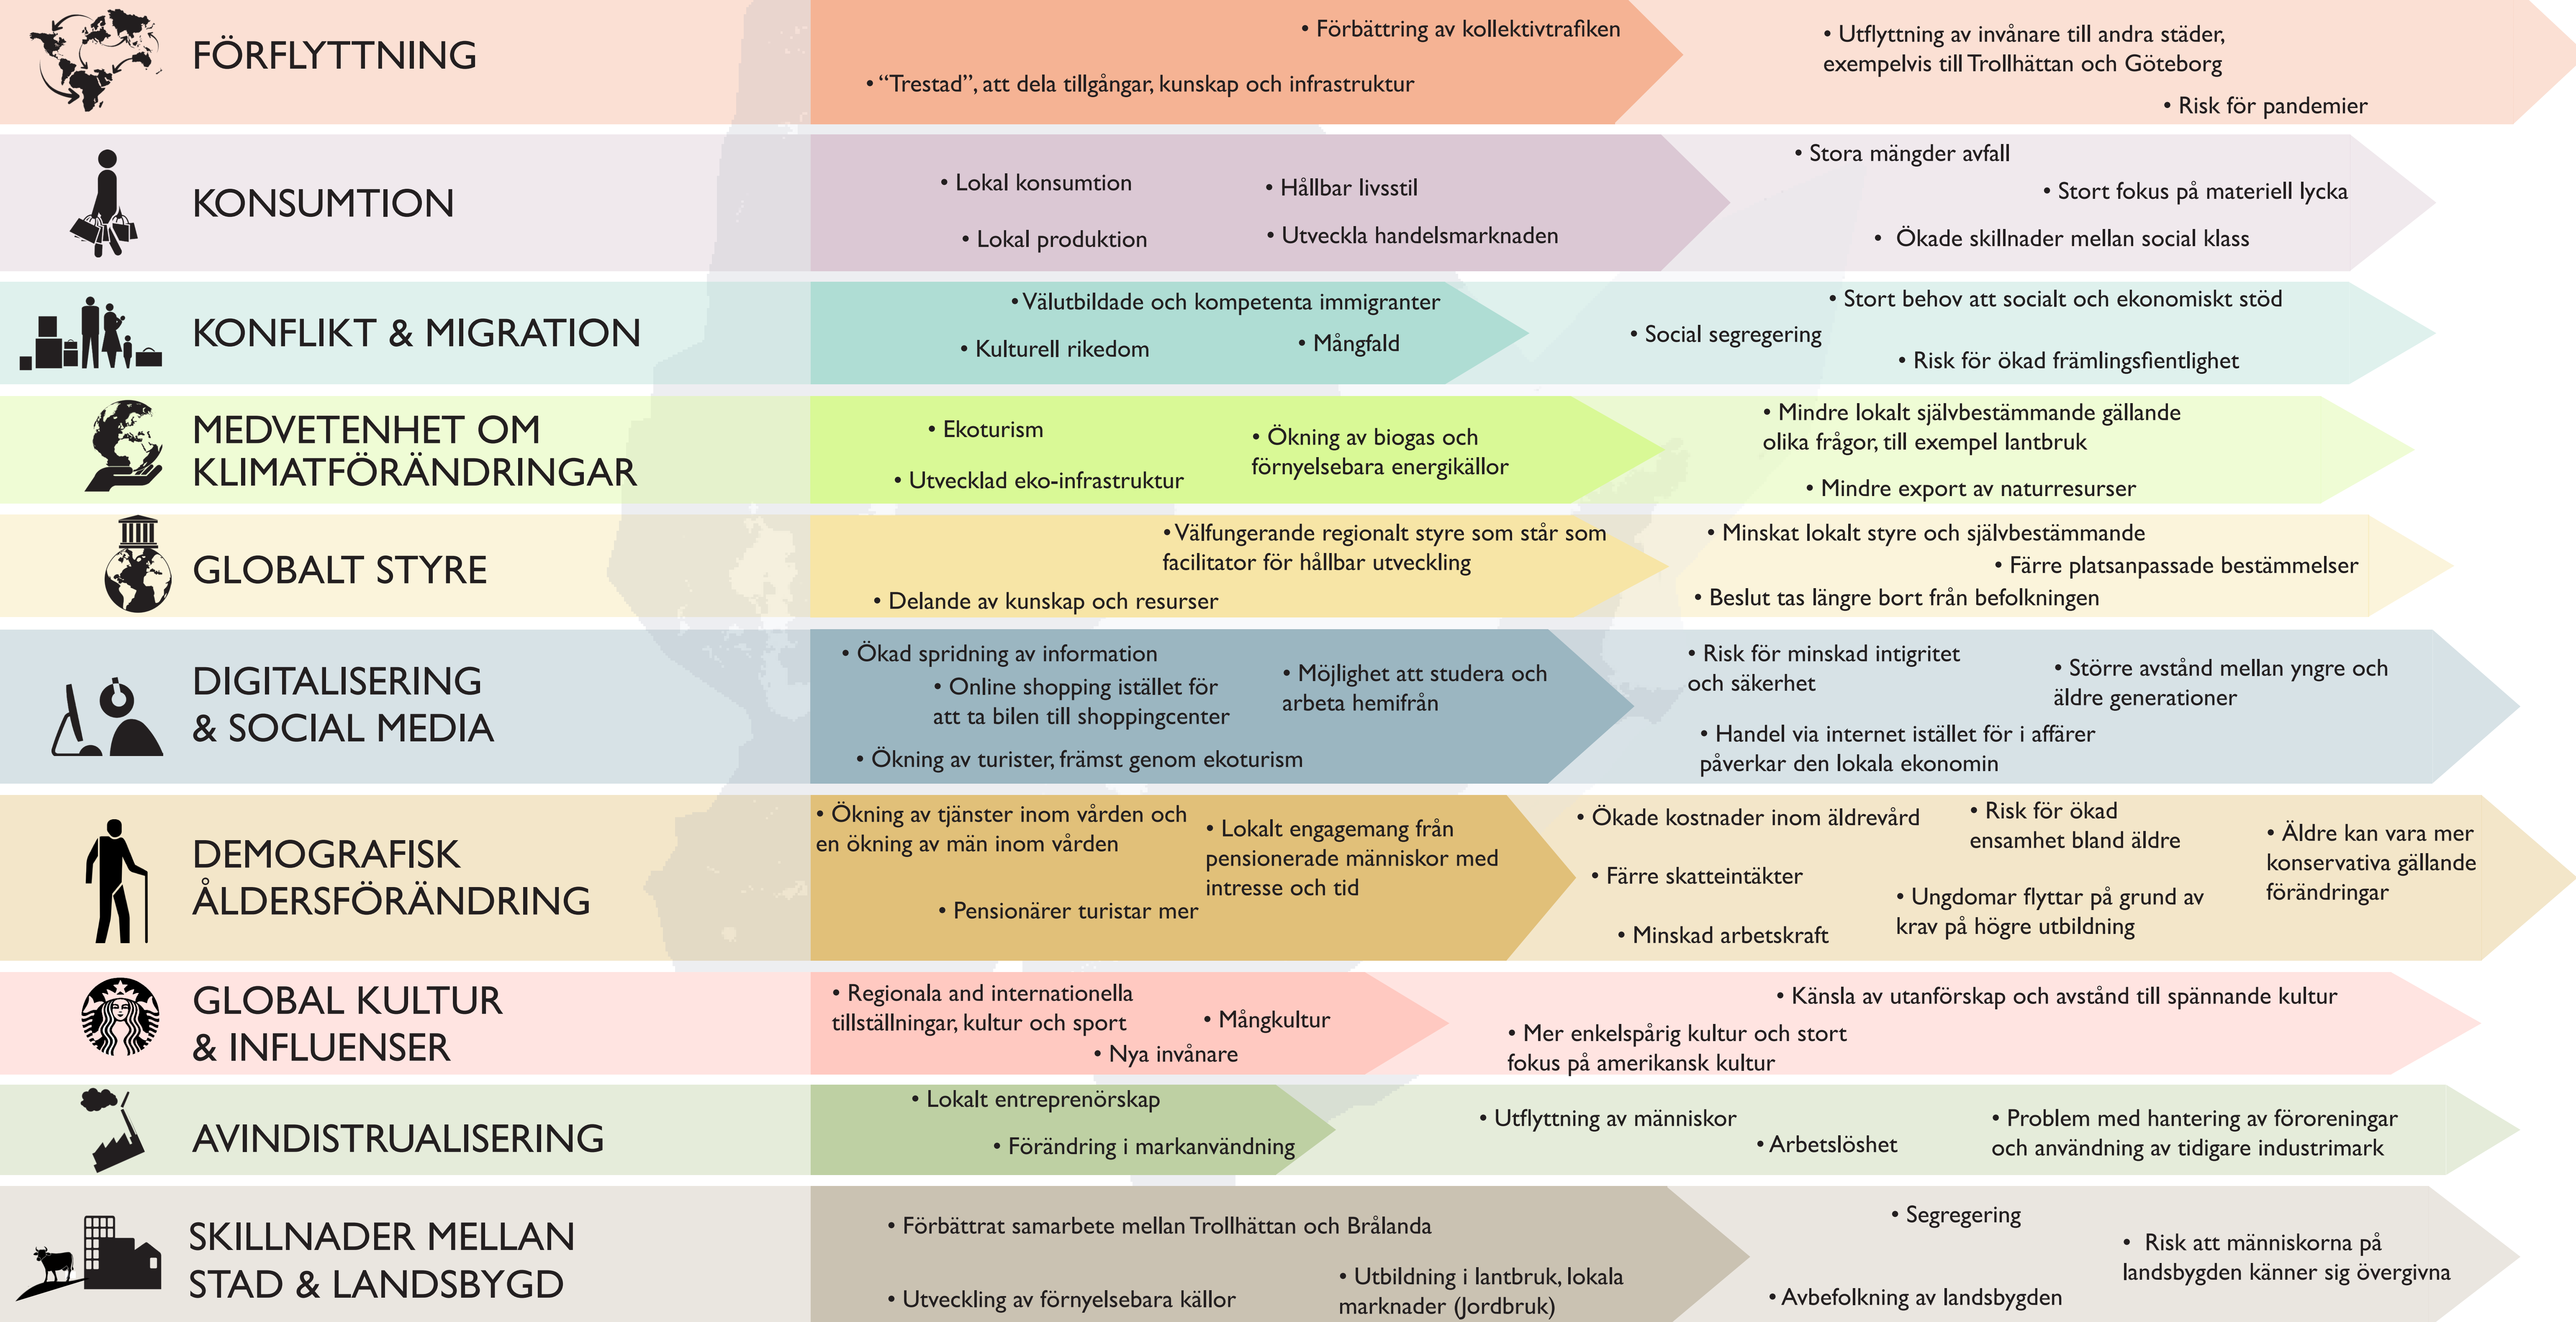 FÖRFLYTTNING
• Förbättring av kollektivtrafiken
• “Trestad”, att dela tillgångar, kunskap och infrastruktur
• Utflyttning av invånare till andra städer,
exempelvis till Trollhättan och Göteborg
• Risk för pandemier
KONSUMTION
• Lokal konsumtion
• Hållbar livsstil
• Lokal produktion
• Utveckla handelsmarknaden
• Stora mängder avfall
• Stort fokus på materiell lycka
• Ökade skillnader mellan social klass
KONFLIKT & MIGRATION
• Välutbildade och kompetenta immigranter
• Kulturell rikedom
• Mångfald
• Stort behov att socialt och ekonomiskt stöd
• Social segregering
• Risk för ökad främlingsfientlighet
MEDVETENHET OM
KLIMATFÖRÄNDRINGAR
• Ekoturism
• Utvecklad eko-infrastruktur
• Ökning av biogas och
förnyelsebara energikällor
• Mindre lokalt självbestämmande gällande
olika frågor, till exempel lantbruk
• Mindre export av naturresurser
GLOBALT STYRE
• Välfungerande regionalt styre som står som
facilitator för hållbar utveckling
• Delande av kunskap och resurser
• Minskat lokalt styre och självbestämmande
• Färre platsanpassade bestämmelser
• Beslut tas längre bort från befolkningen
DIGITALISERING
& SOCIAL MEDIA
• Ökad spridning av information
• Online shopping istället för
att ta bilen till shoppingcenter
• Möjlighet att studera och
arbeta hemifrån
• Ökning av turister, främst genom ekoturism
• Risk för minskad intigritet
och säkerhet
• Större avstånd mellan yngre och
äldre generationer
• Handel via internet istället för i affärer
påverkar den lokala ekonomin
DEMOGRAFISK
ÅLDERSFÖRÄNDRING
• Ökning av tjänster inom vården och
en ökning av män inom vården
• Lokalt engagemang från
pensionerade människor med
intresse och tid
• Pensionärer turistar mer
• Ökade kostnader inom äldrevård
• Risk för ökad
ensamhet bland äldre
• Äldre kan vara mer
konservativa gällande
förändringar
• Färre skatteintäkter
• Ungdomar flyttar på grund av
krav på högre utbildning
• Minskad arbetskraft
GLOBAL KULTUR
& INFLUENSER
• Regionala and internationella
tillställningar, kultur och sport
• Mångkultur
• Nya invånare
• Känsla av utanförskap och avstånd till spännande kultur
• Mer enkelspårig kultur och stort
fokus på amerikansk kultur
AVINDISTRUALISERING
• Lokalt entreprenörskap
• Förändring i markanvändning
• Utflyttning av människor
• Arbetslöshet
• Problem med hantering av föroreningar
och användning av tidigare industrimark
SKILLNADER MELLAN
STAD & LANDSBYGD
• Förbättrat samarbete mellan Trollhättan och Brålanda
• Utveckling av förnyelsebara källor
• Utbildning i lantbruk, lokala
marknader (Jordbruk)
• Segregering
• Risk att människorna på
landsbygden känner sig övergivna
• Avbefolkning av landsbygden